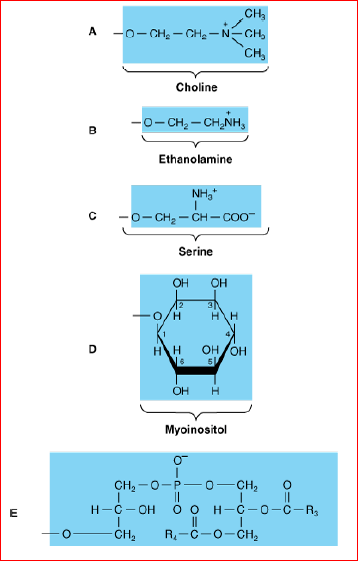 A
— O — CH2 — CH2 — N+ CH3 CH3 CH3
Choline
B
— O — CH2 — CH2NH3+
Ethanolamine
C
NH3+
— O — CH2 — CH — COO−
Serine
D
OH OH
2 3
O H H H
1 4
H H OH OH
6 5
OH H
Myoinositol
E
O−
CH2 — O — P — O — CH2 O
H — C — OH O O H — C — O — C — R3
— O — CH2 R4 — C — O — CH2